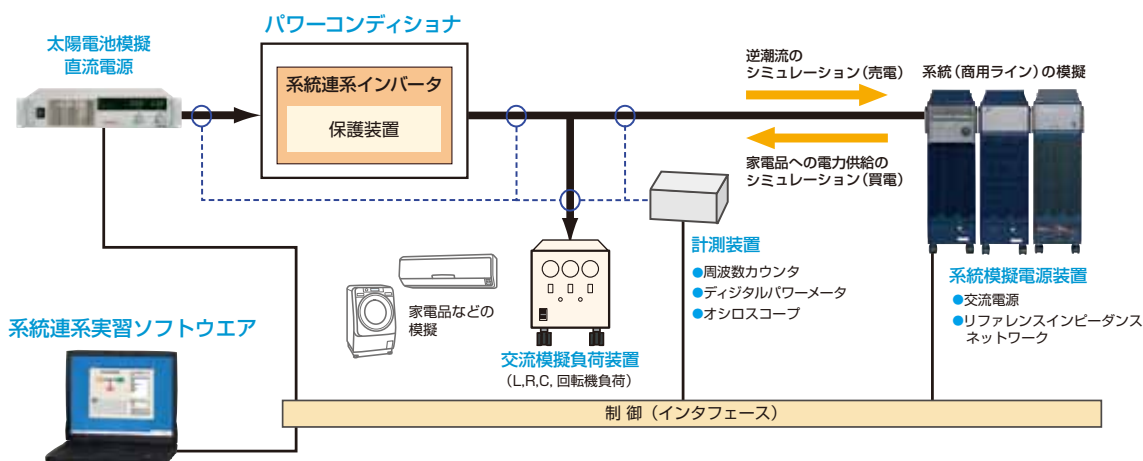 太陽電池模擬
直流電源
パワーコンディショナ
系統連系インバータ
保護装置
逆潮流の
シミュレーション（売電）
系統（商用ライン）の模擬
家電品への電力供給の
シミュレーション（買電）
計測装置
●周波数カウンタ
●ディジタルパワーメータ
●オシロスコープ
系統模擬電源装置
●交流電源
●リファレンスインピーダンス
ネットワーク
家電品などの
模擬
交流模擬負荷装置
（L,R,C, 回転機負荷）
系統連系実習ソフトウエア
制 御（インタフェース）